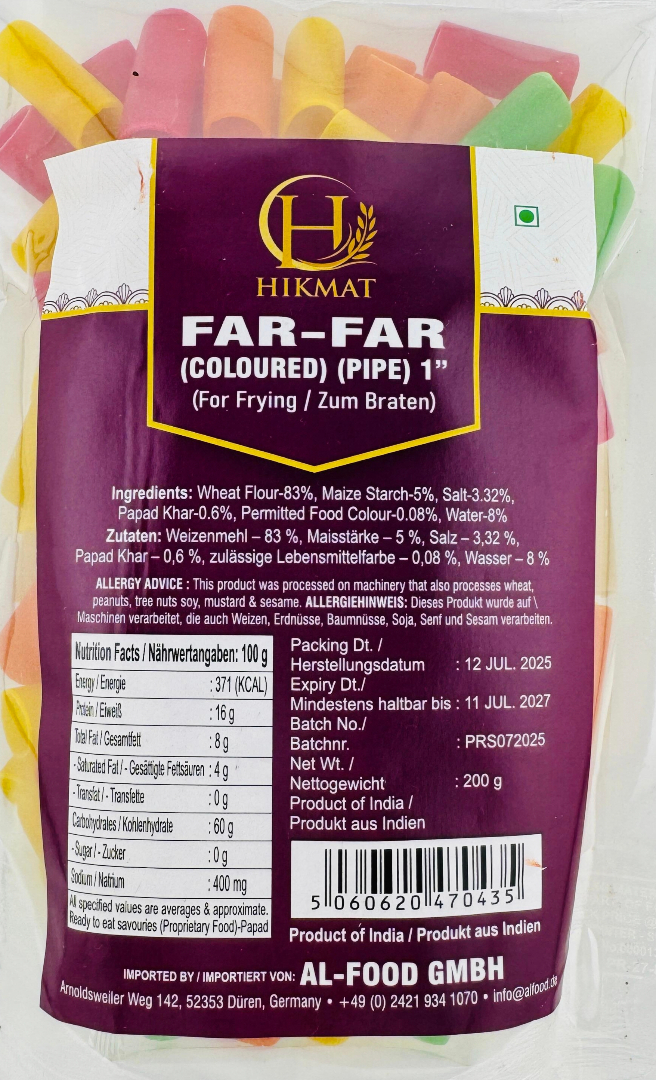 H
HIKMAT
FAR-FAR
(COLOURED) (PIPE) 1”
(For Frying / Zum Braten)
Ingredients: Wheat Flour-83%, Maize Starch-5%, Salt-3.32%,
Papad Khar-0.6%, Permitted Food Colour-0.08%, Water-8%
Zutaten: Weizenmehl – 83 %, Maisstärke – 5 %, Salz – 3,32 %,
Papad Khar – 0,6 %, zulässige Lebensmittelfarbe – 0,08 %, Wasser – 8 %
ALLERGY ADVICE : This product was processed on machinery that also processes wheat,
peanuts, tree nuts soy, mustard & sesame. ALLERGIEHINWEIS: Dieses Produkt wurde auf \
Maschinen verarbeitet, die auch Weizen, Erdnüsse, Baumnüsse, Soja, Senf und Sesam verarbeiten.
Nutrition Facts / Nährwertangaben: 100 g
Energy / Energie : 371 (KCAL)
Protein / Eiweiß : 16 g
Total Fat / Gesamtfett : 8 g
- Saturated Fat / - Gesättigte Fettsäuren : 4 g
- Transfat / - Transfette : 0 g
Carbohydrates / Kohlenhydrate : 60 g
- Sugar / - Zucker : 0 g
Sodium / Natrium : 400 mg
All specified values are averages & approximate.
Ready to eat savouries (Proprietary Food)-Papad
Packing Dt. /
Herstellungsdatum : 12 JUL. 2025
Expiry Dt./
Mindestens haltbar bis : 11 JUL. 2027
Batch No./
Batchnr. : PRS072025
Net Wt. /
Nettogewicht : 200 g
Product of India /
Produkt aus Indien
5 060620 470435
Product of India / Produkt aus Indien
IMPORTED BY / IMPORTIERT VON: AL-FOOD GMBH
Arnoldsweiler Weg 142, 52353 Düren, Germany • +49 (0) 2421 934 1070 • info@alfood.de